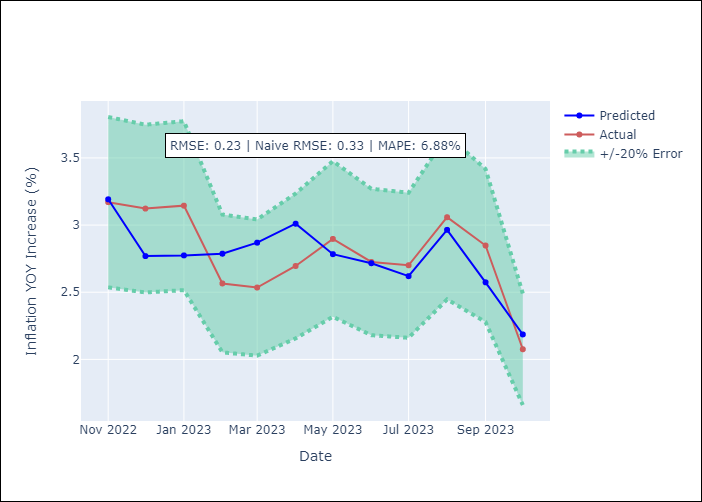 RMSE: 0.23 | Naive RMSE: 0.33 | MAPE: 6.88%
Predicted
Actual
+/-20% Error
Inflation YOY Increase (%)
3.5
3
2.5
2
Nov 2022
Jan 2023
Mar 2023
May 2023
Jul 2023
Sep 2023
Date